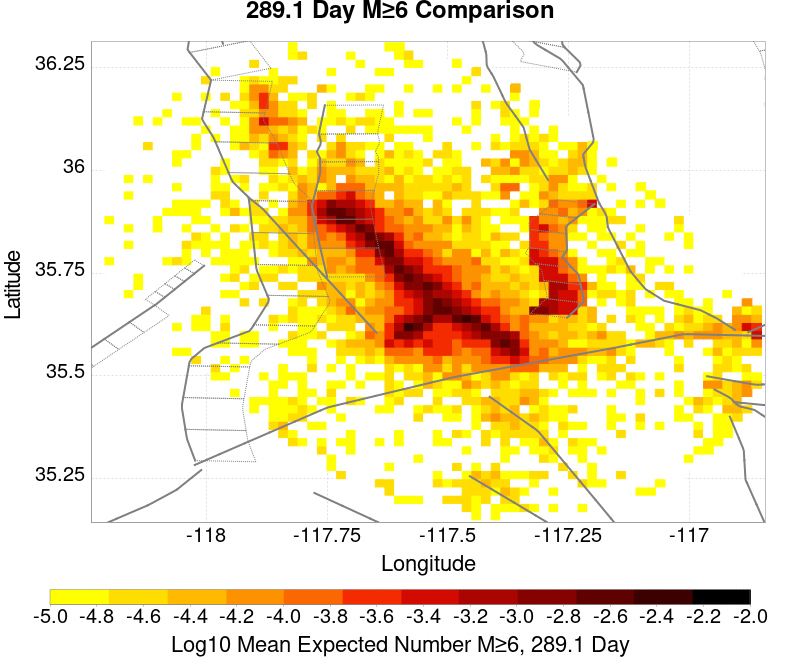 289.1 Day M≥6 Comparison
36.25
36
35.75
35.5
35.25
Latitude
-118 -117.75 -117.5 -117.25 -117
Longitude
-5.0 -4.8 -4.6 -4.4 -4.2 -4.0 -3.8 -3.6 -3.4 -3.2 -3.0 -2.8 -2.6 -2.4 -2.2 -2.0
Log10 Mean Expected Number M≥6, 289.1 Day